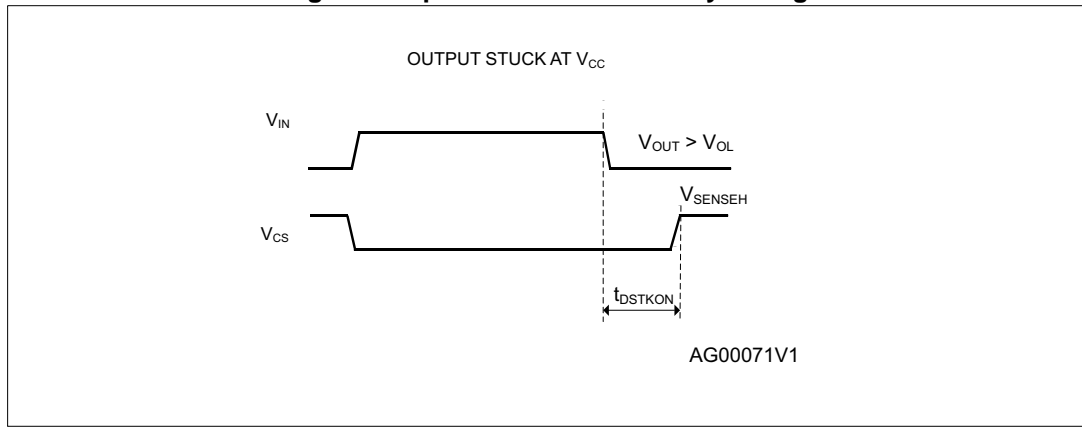 OUTPUT STUCK AT VCC
VIN
VOUT > VOL
VSENSEH
VCS
tDSTKON
AG00071V1